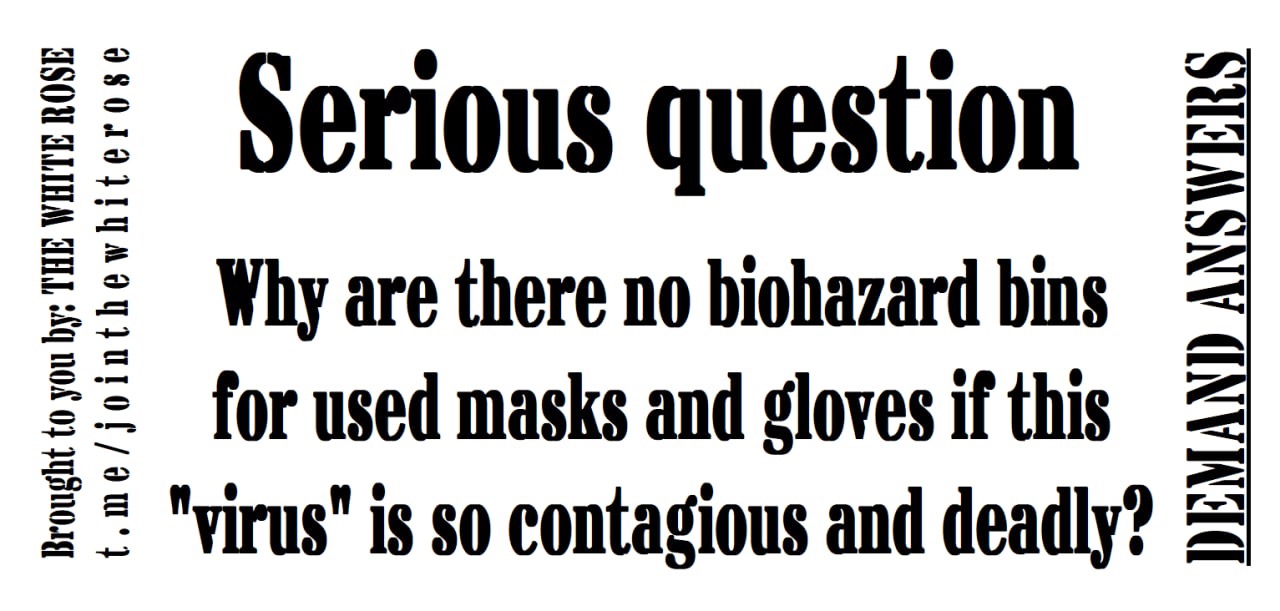 Brought to you by: THE WHITE ROSE
t.me/jointhewhiterose
Serious question
Why are there no biohazard bins
for used masks and gloves if this
"virus" is so contagious and deadly?
DEMAND ANSWERS